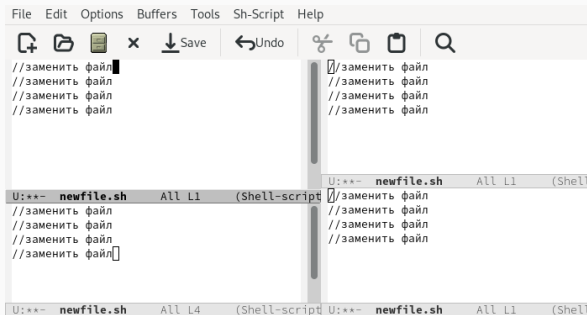 File Edit Options Buffers Tools Sh-Script Help
Save Undo
//заменить файл
//заменить файл
//заменить файл
//заменить файл
U:**- newfile.sh All L1 (Shell-script
//заменить файл
//заменить файл
//заменить файл
//заменить файл
U:**- newfile.sh All L4 (Shell-script
//заменить файл
//заменить файл
//заменить файл
//заменить файл
U:**- newfile.sh All L1 (Shell
//заменить файл
//заменить файл
//заменить файл
//заменить файл
U:**- newfile.sh All L1 (Shell